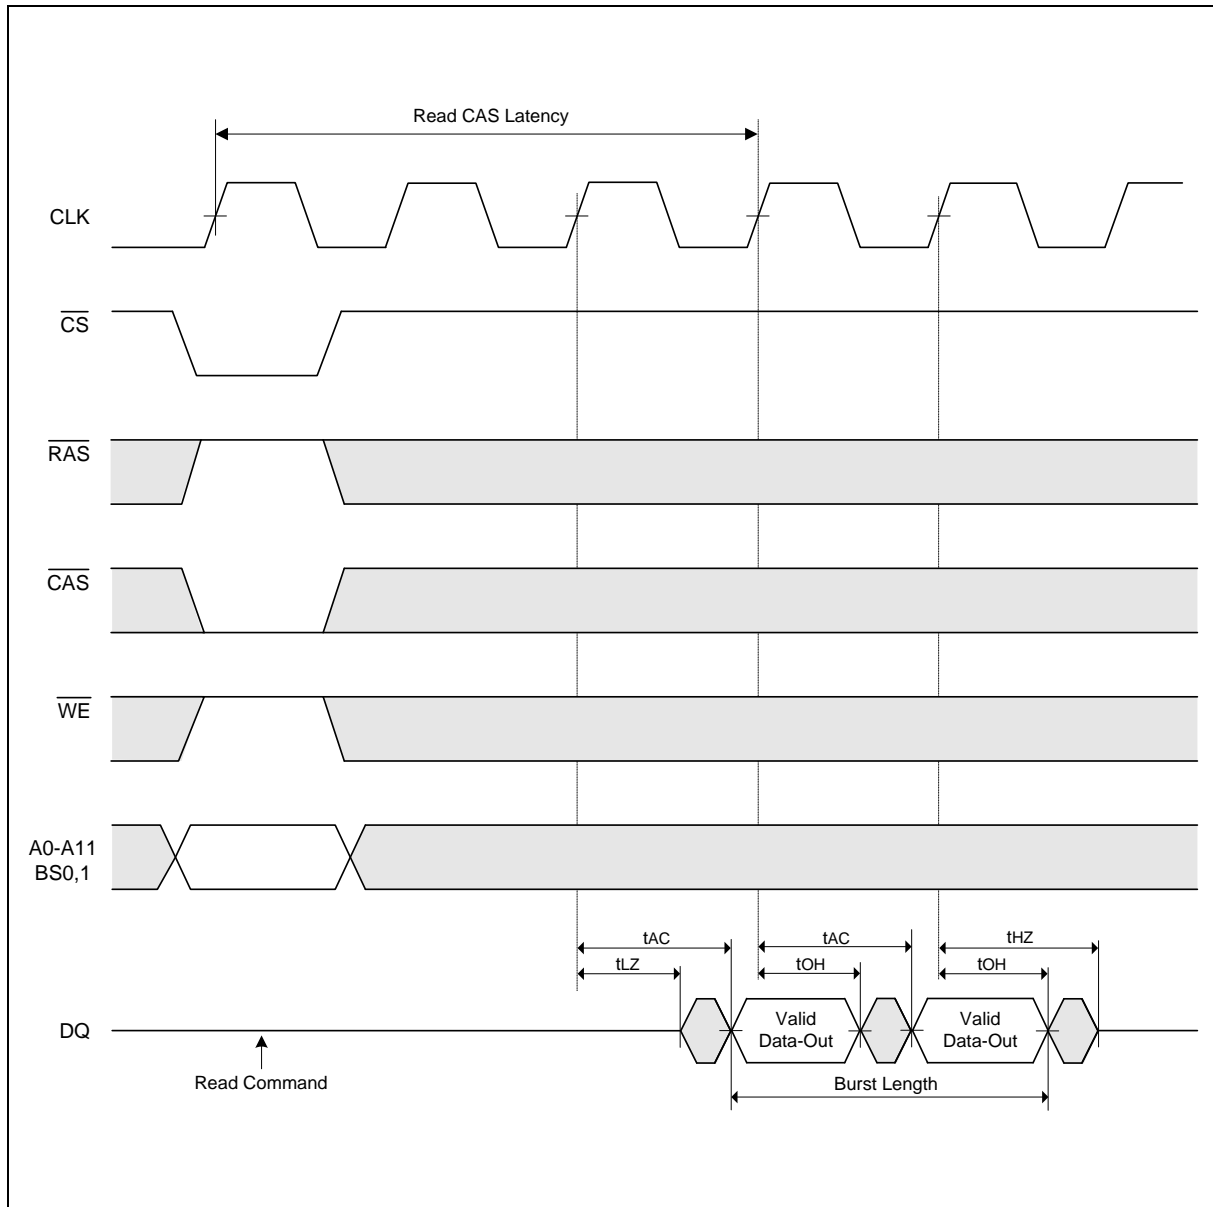 Read CAS Latency
CLK
CS
RAS
CAS
WE
A0-A11
BS0,1
tAC
tAC
tHZ
tLZ
tOH
tOH
DQ
Valid
Data-Out
Valid
Data-Out
Read Command
Burst Length